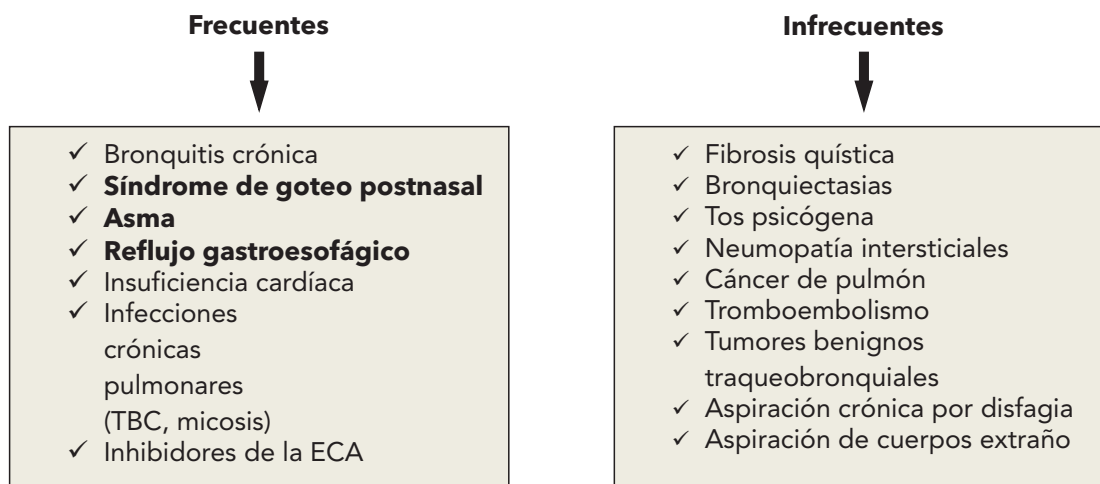 Frecuentes
✓ Bronquitis crónica
✓ Síndrome de goteo postnasal
✓ Asma
✓ Reflujo gastroesofágico
✓ Insuficiencia cardíaca
✓ Infecciones
crónicas
pulmonares
(TBC, micosis)
✓ Inhibidores de la ECA
Infrecuentes
✓ Fibrosis quística
✓ Bronquiectasias
✓ Tos psicógena
✓ Neumopatía intersticiales
✓ Cáncer de pulmón
✓ Tromboembolismo
✓ Tumores benignos
traqueobronquiales
✓ Aspiración crónica por disfagia
✓ Aspiración de cuerpos extraño